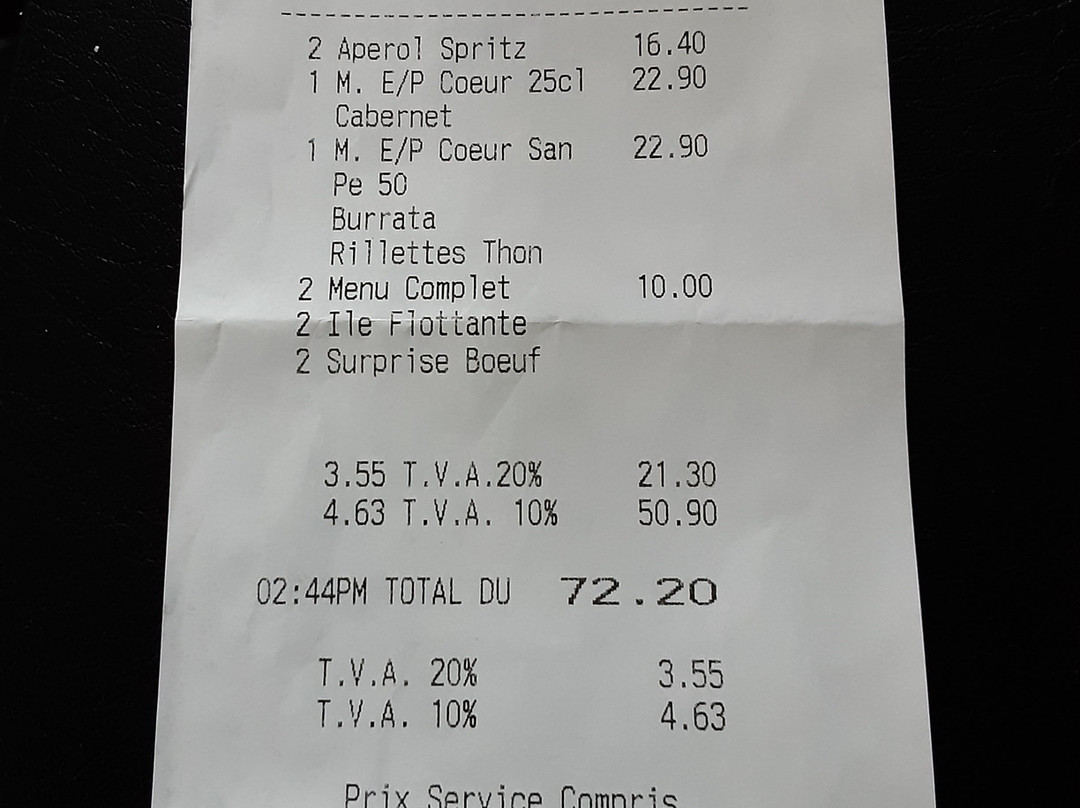 2 Aperol Spritz 16.40
1 M. E/P Coeur 25cl 22.90
Cabernet
1 M. E/P Coeur San 22.90
Pe 50
Burrata
Rillettes Thon
2 Menu Complet 10.00
2 Ile Flottante
2 Surprise Boeuf
3.55 T.V.A.20% 21.30
4.63 T.V.A. 10% 50.90
02:44PM TOTAL DU 72.20
T.V.A. 20% 3.55
T.V.A. 10% 4.63
Prix Service Compris